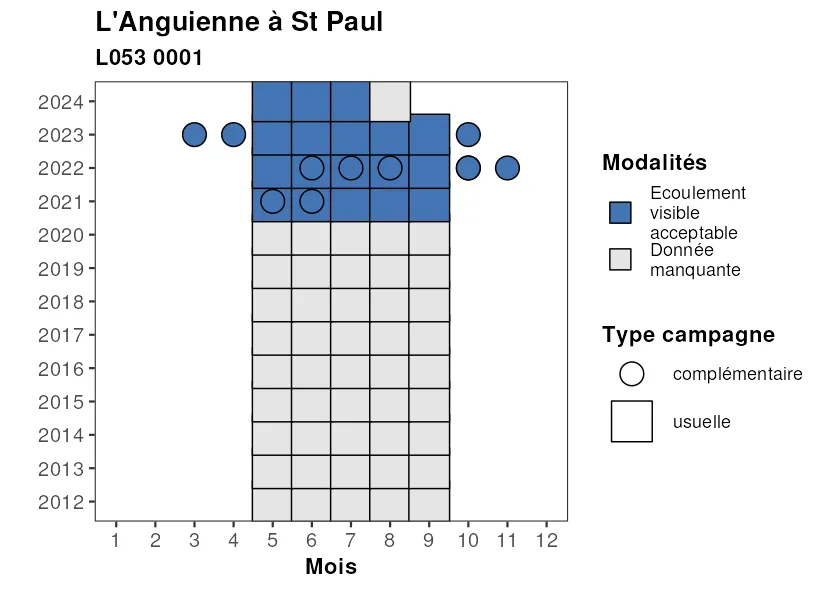 L'Anguienne à St Paul
L053 0001
2024
2023
2022
2021
2020
2019
2018
2017
2016
2015
2014
2013
2012
1 2 3 4 5 6 7 8 9 10 11 12
Mois
Modalités
Ecoulement
visible
acceptable
Donnée
manquante
Type campagne
complémentaire
usuelle